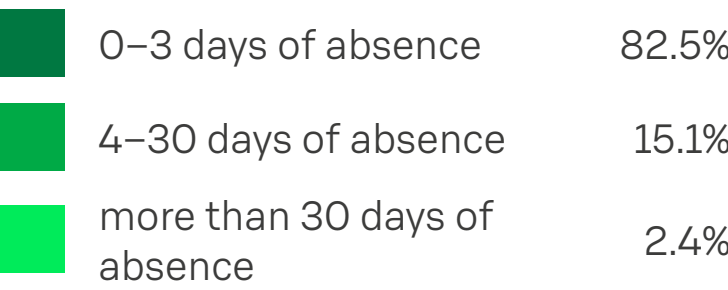 0–3 days of absence 82.5%
4–30 days of absence 15.1%
more than 30 days of
absence 2.4%